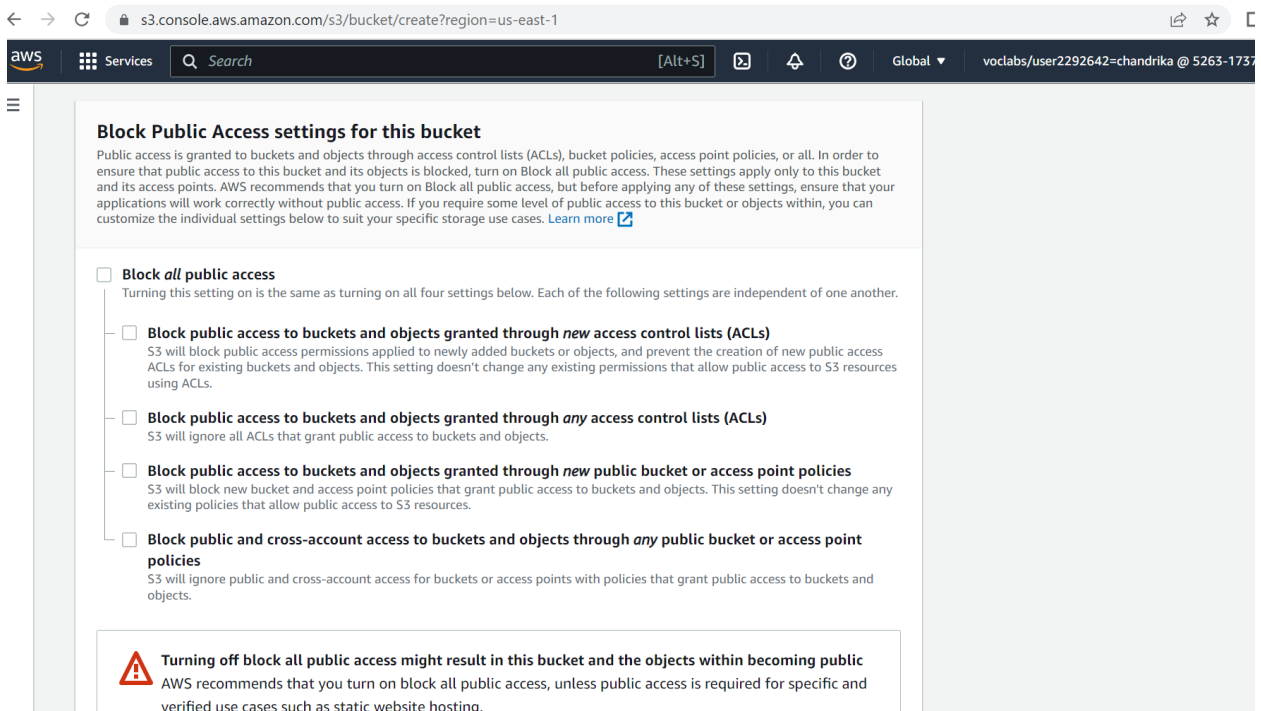 s3.console.aws.amazon.com/s3/bucket/create?region=us-east-1
aws Services Search [Alt+S] Global ▼ voclabs/user2292642=chandrika @ 5263-1737
Block Public Access settings for this bucket
Public access is granted to buckets and objects through access control lists (ACLs), bucket policies, access point policies, or all. In order to
ensure that public access to this bucket and its objects is blocked, turn on Block all public access. These settings apply only to this bucket
and its access points. AWS recommends that you turn on Block all public access, but before applying any of these settings, ensure that your
applications will work correctly without public access. If you require some level of public access to this bucket or objects within, you can
customize the individual settings below to suit your specific storage use cases. Learn more
Block all public access
Turning this setting on is the same as turning on all four settings below. Each of the following settings are independent of one another.
Block public access to buckets and objects granted through new access control lists (ACLs)
S3 will block public access permissions applied to newly added buckets or objects, and prevent the creation of new public access
ACLs for existing buckets and objects. This setting doesn't change any existing permissions that allow public access to S3 resources
using ACLs.
Block public access to buckets and objects granted through any access control lists (ACLs)
S3 will ignore all ACLs that grant public access to buckets and objects.
Block public access to buckets and objects granted through new public bucket or access point policies
S3 will block new bucket and access point policies that grant public access to buckets and objects. This setting doesn't change any
existing policies that allow public access to S3 resources.
Block public and cross-account access to buckets and objects through any public bucket or access point
policies
S3 will ignore public and cross-account access for buckets or access points with policies that grant public access to buckets and
objects.
Turning off block all public access might result in this bucket and the objects within becoming public
AWS recommends that you turn on block all public access, unless public access is required for specific and
verified use cases such as static website hosting.